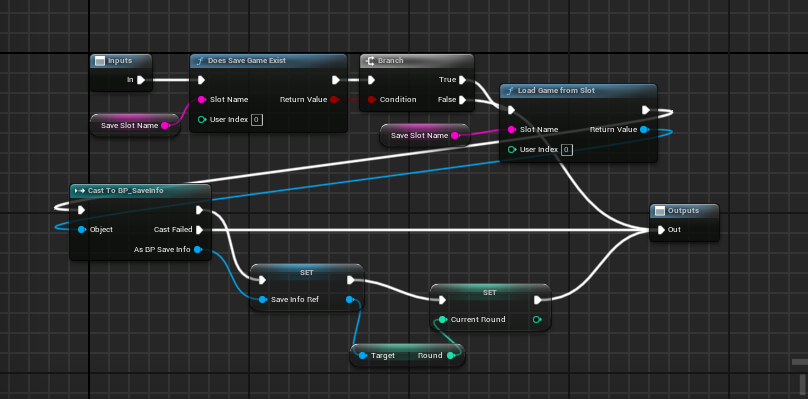 Inputs
In
Save Slot Name
Does Save Game Exist
Slot Name
Return Value
User Index 0
Branch
True
Condition
False
Save Slot Name
Load Game from Slot
Slot Name
Return Value
User Index 0
Cast To BP_SaveInfo
Object
Cast Failed
As BP Save Info
SET
Save Info Ref
Target
Round
SET
Current Round
Outputs
Out